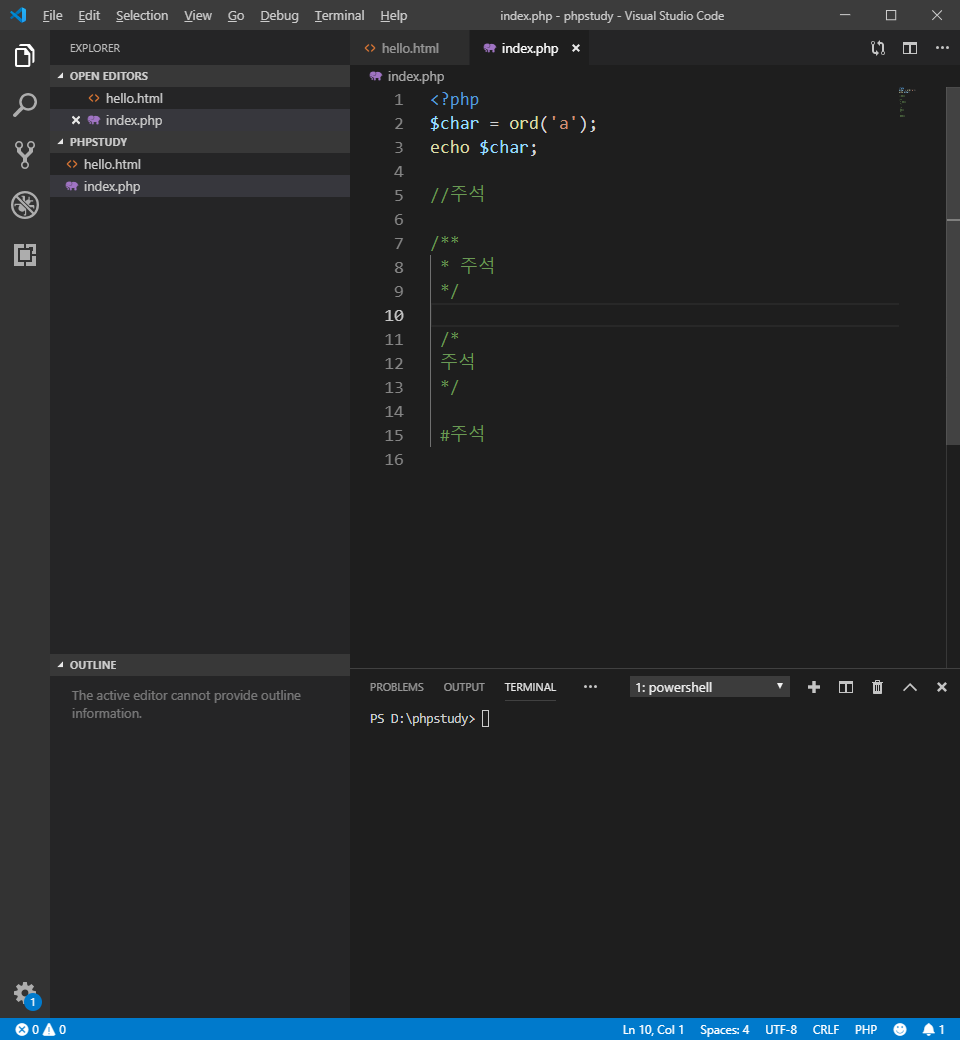 File Edit Selection View Go Debug Terminal Help index.php - phpstudy - Visual Studio Code
EXPLORER
OPEN EDITORS
hello.html
index.php
PHPSTUDY
hello.html
index.php
OUTLINE
The active editor cannot provide outline
information.
1
hello.html index.php
index.php
1 <?php
2 $char = ord('a');
3 echo $char;
4
5 //주석
6
7 /**
8 * 주석
9 */
10
11 /*
12 주석
13 */
14
15 #주석
16
PROBLEMS OUTPUT TERMINAL ··· 1: powershell
PS D:\phpstudy>
0 0 Ln 10, Col 1 Spaces: 4 UTF-8 CRLF PHP 1